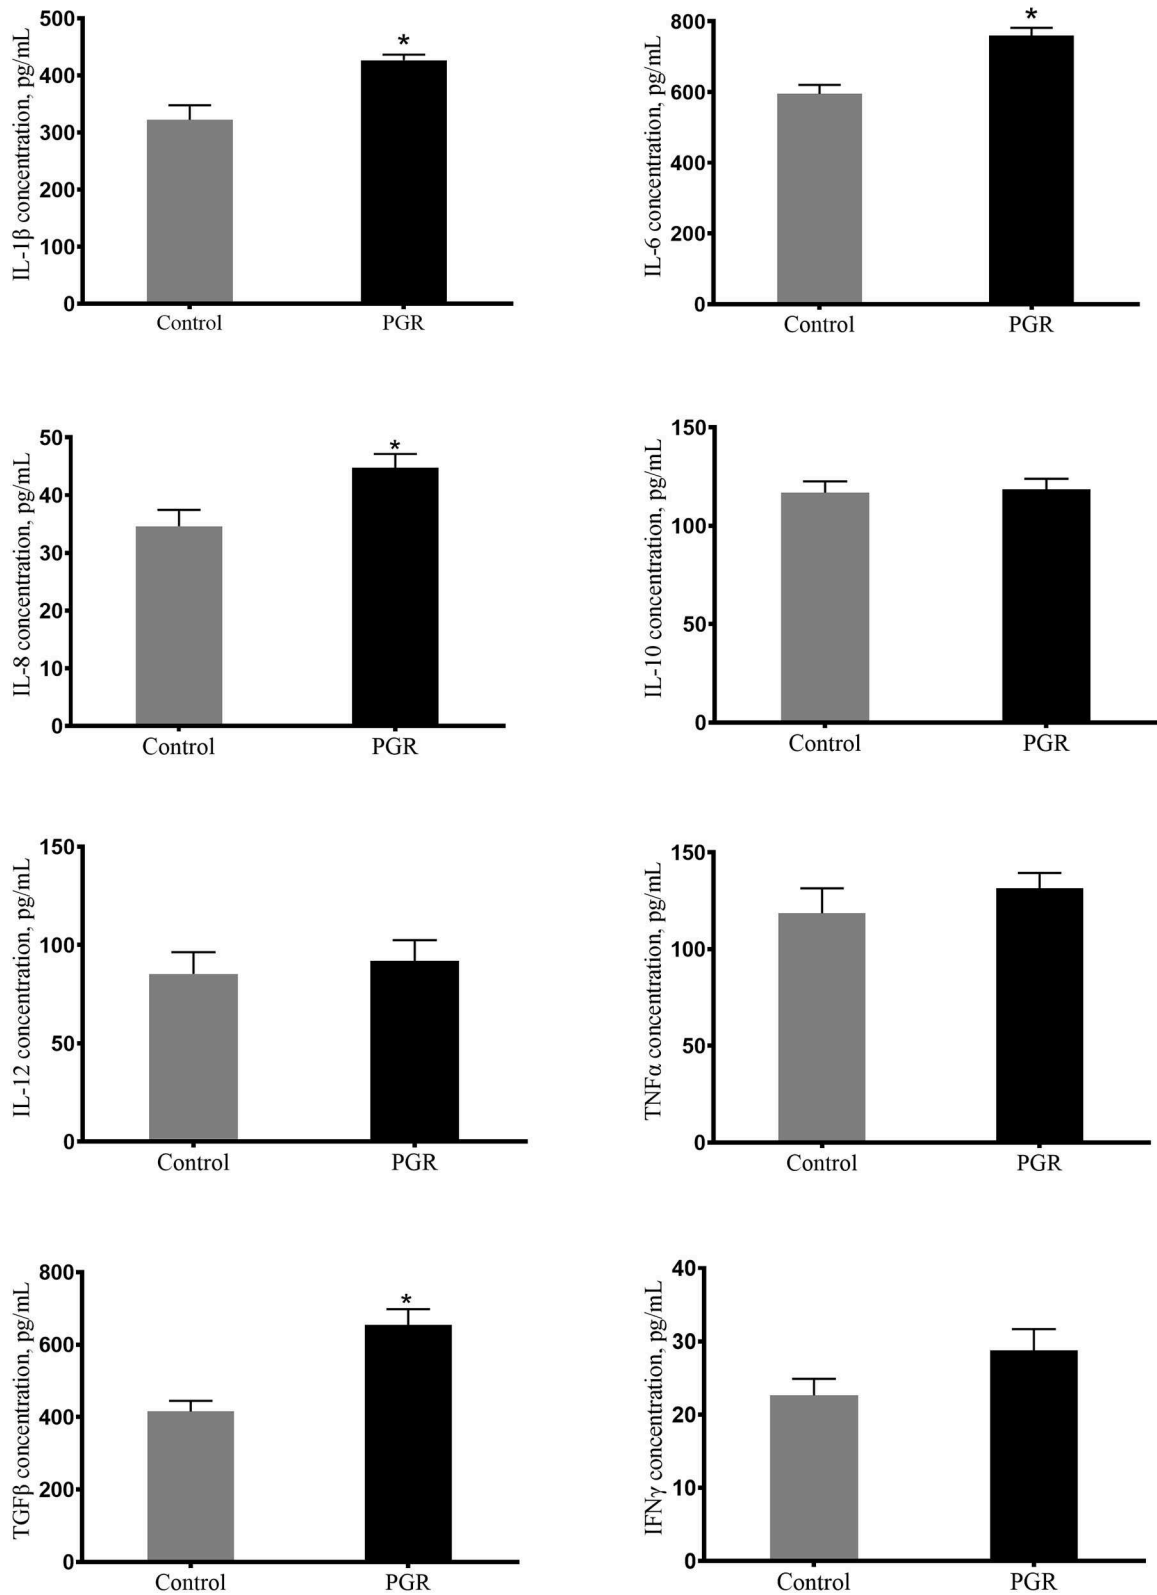 IL-1β concentration, pg/mL
500
400
300
200
100
0
*
Control PGR
IL-6 concentration, pg/mL
800
600
400
200
0
*
Control PGR
IL-8 concentration, pg/mL
50
40
30
20
10
0
*
Control PGR
IL-10 concentration, pg/mL
150
100
50
0
Control PGR
IL-12 concentration, pg/mL
150
100
50
0
Control PGR
TNFα concentration, pg/mL
150
100
50
0
Control PGR
TGFβ concentration, pg/mL
800
600
400
200
0
*
Control PGR
IFNγ concentration, pg/mL
40
30
20
10
0
Control PGR